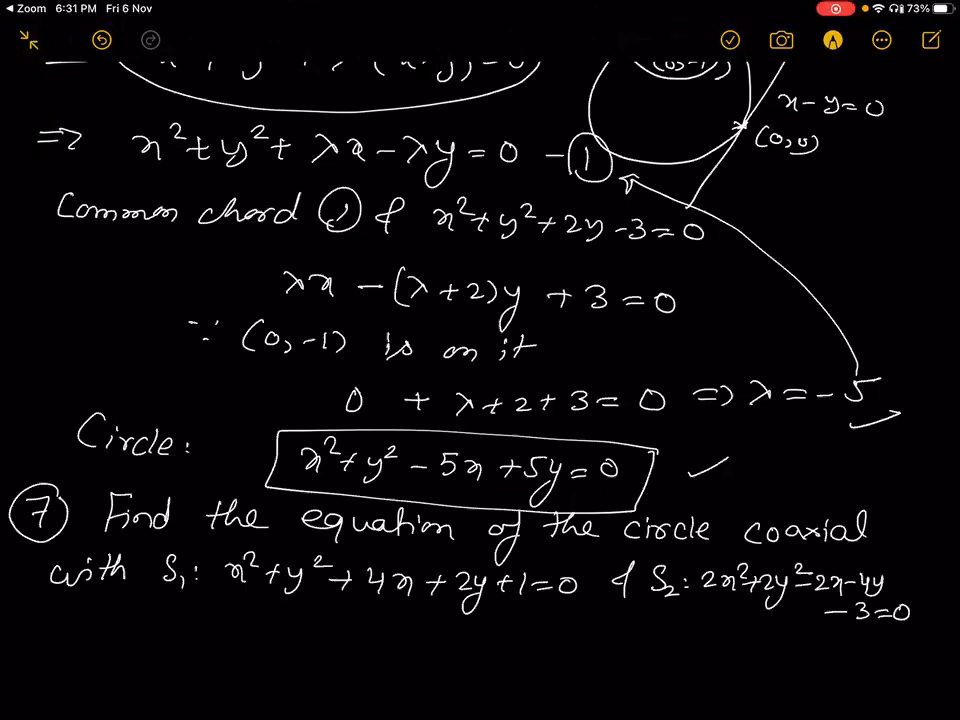 Zoom 6:31 PM Fri 6 Nov 73%
(0,-1)
x - y = 0
(0,0)
=> x² + y² + λx - λy = 0 - ①
Common chord ① & x² + y² + 2y - 3 = 0
λx - (λ+2)y + 3 = 0
∵ (0,-1) is on it
0 + λ + 2 + 3 = 0 => λ = -5
Circle:
x² + y² - 5x + 5y = 0
⑦ Find the equation of the circle coaxial
with S₁: x² + y² + 4x + 2y + 1 = 0 & S₂: 2x² + 2y² - 2x - 4y
- 3 = 0